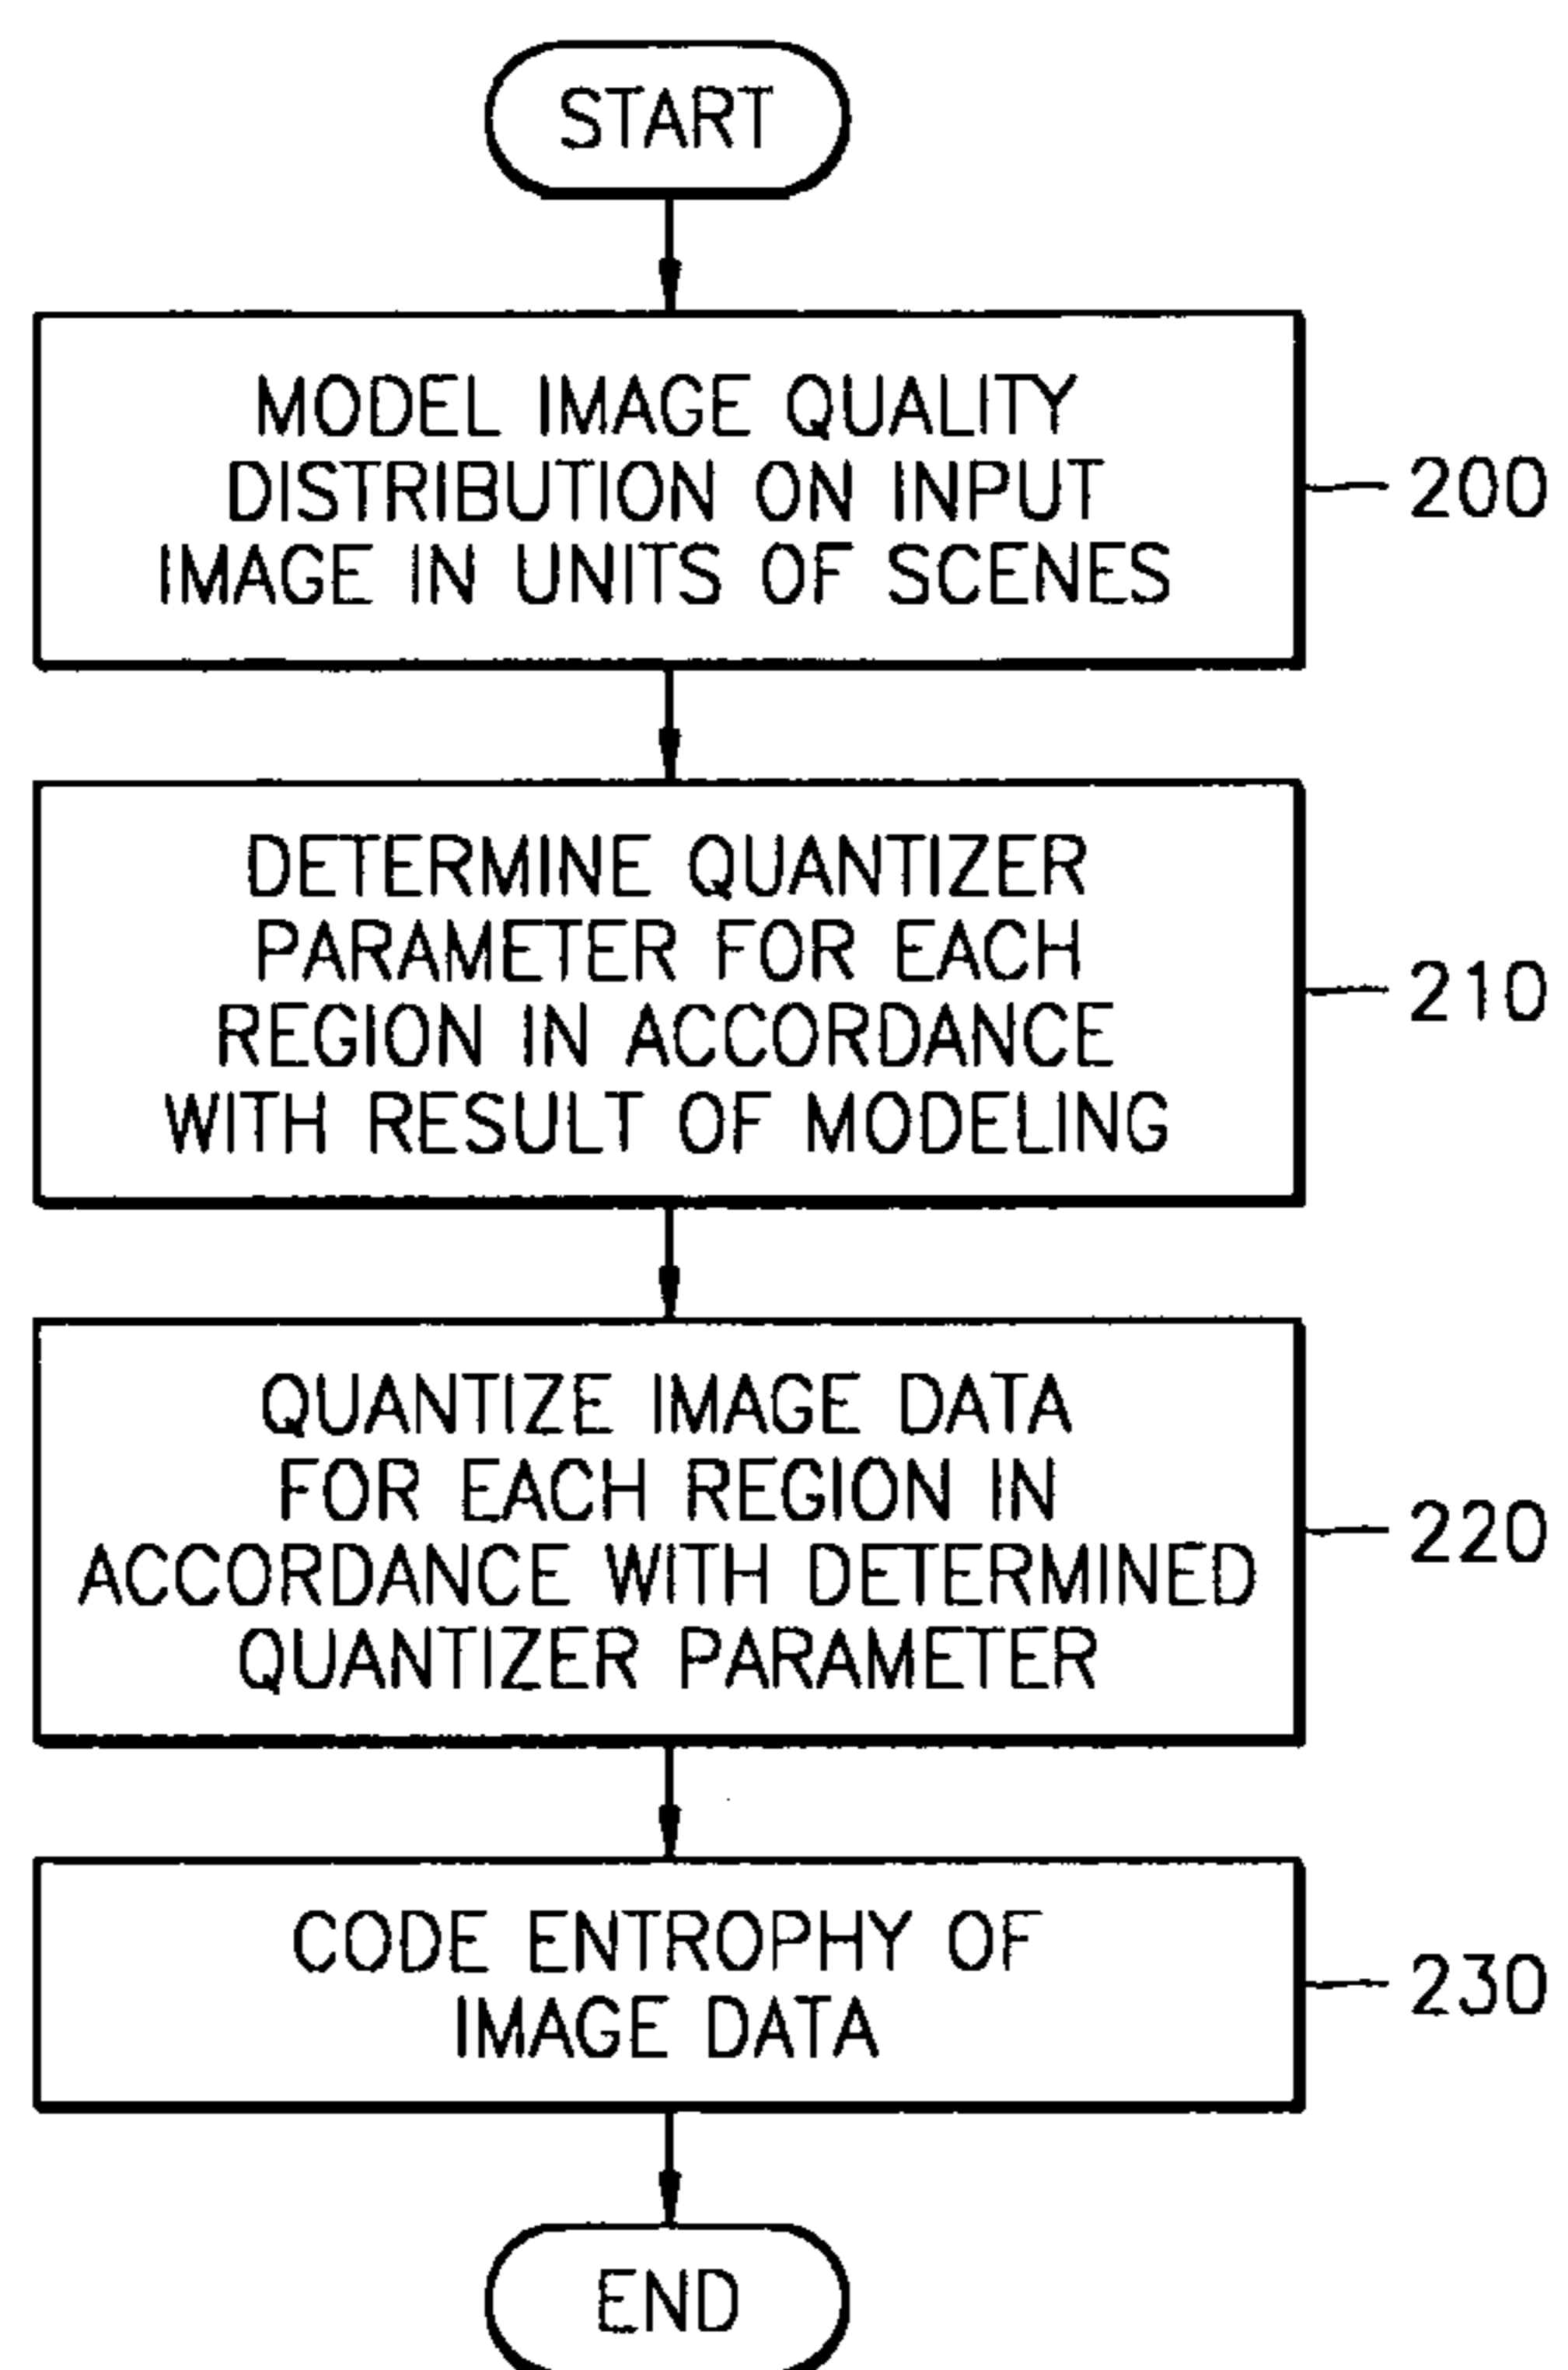 START
MODEL IMAGE QUALITY
DISTRIBUTION ON INPUT
IMAGE IN UNITS OF SCENES
200
DETERMINE QUANTIZER
PARAMETER FOR EACH
REGION IN ACCORDANCE
WITH RESULT OF MODELING
210
QUANTIZE IMAGE DATA
FOR EACH REGION IN
ACCORDANCE WITH DETERMINED
QUANTIZER PARAMETER
220
CODE ENTROPHY OF
IMAGE DATA
230
END